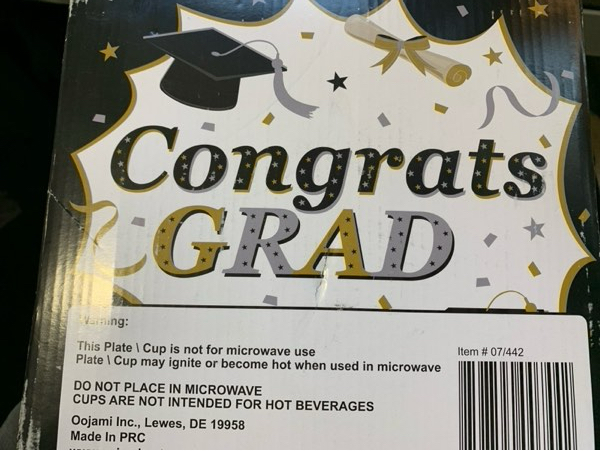 Congrats
GRAD
Warning:
This Plate \ Cup is not for microwave use
Plate \ Cup may ignite or become hot when used in microwave
Item # 07/442
DO NOT PLACE IN MICROWAVE
CUPS ARE NOT INTENDED FOR HOT BEVERAGES
Oojami Inc., Lewes, DE 19958
Made In PRC